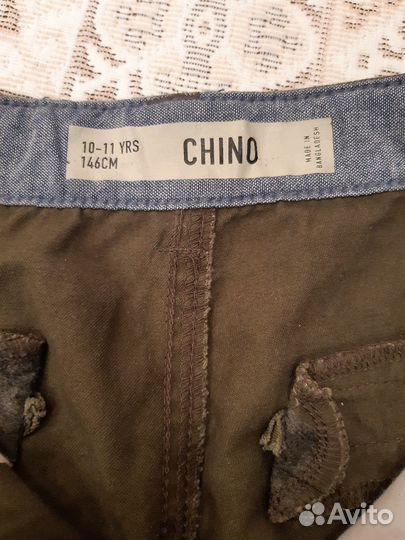 10-11 YRS
146CM
CHINO
MADE IN
BANGLADESH
Avito